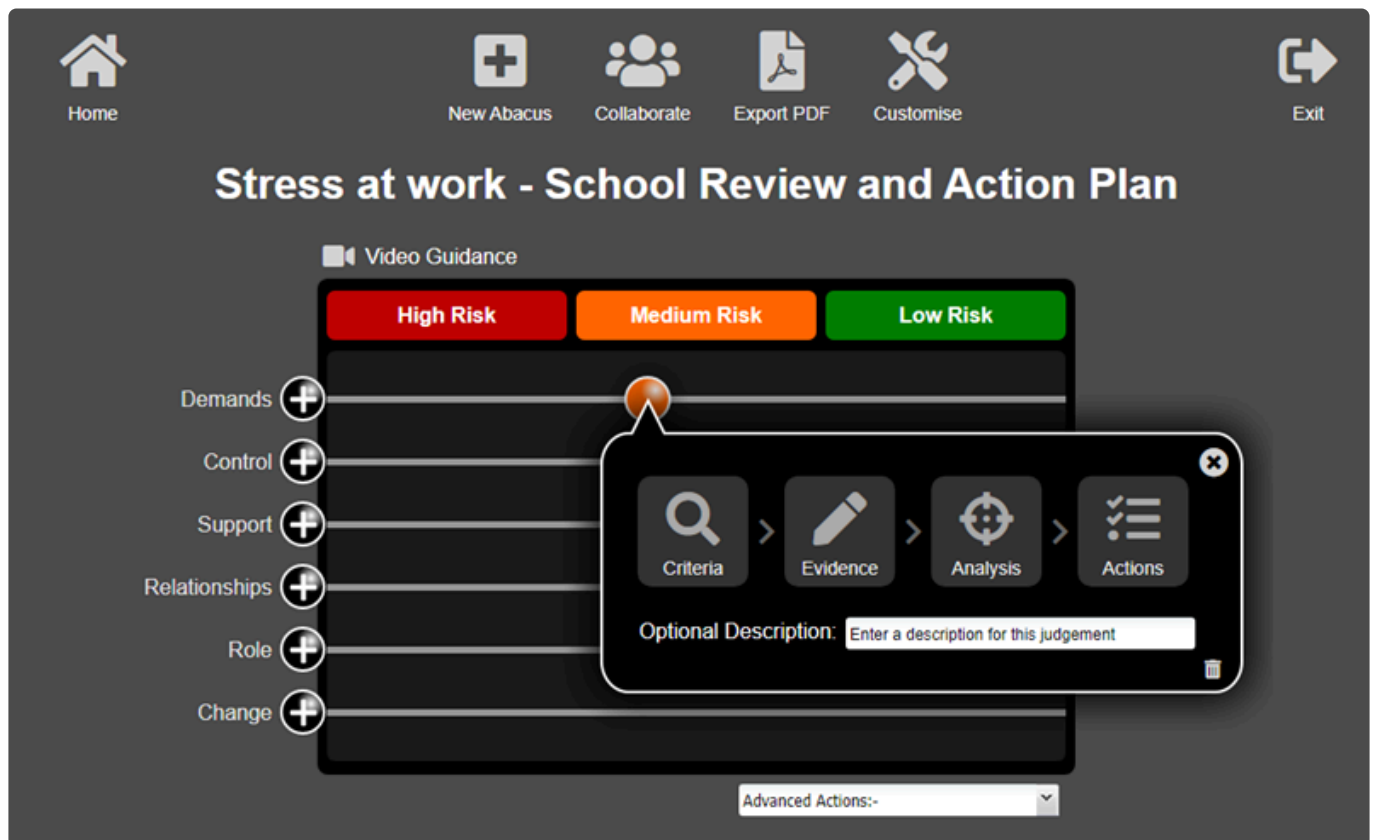 Home
New Abacus
Collaborate
Export PDF
Customise
Exit
Stress at work - School Review and Action Plan
Video Guidance
High Risk
Medium Risk
Low Risk
Demands
Control
Support
Relationships
Role
Change
Criteria
Evidence
Analysis
Actions
Optional Description: Enter a description for this judgement
Advanced Actions:-